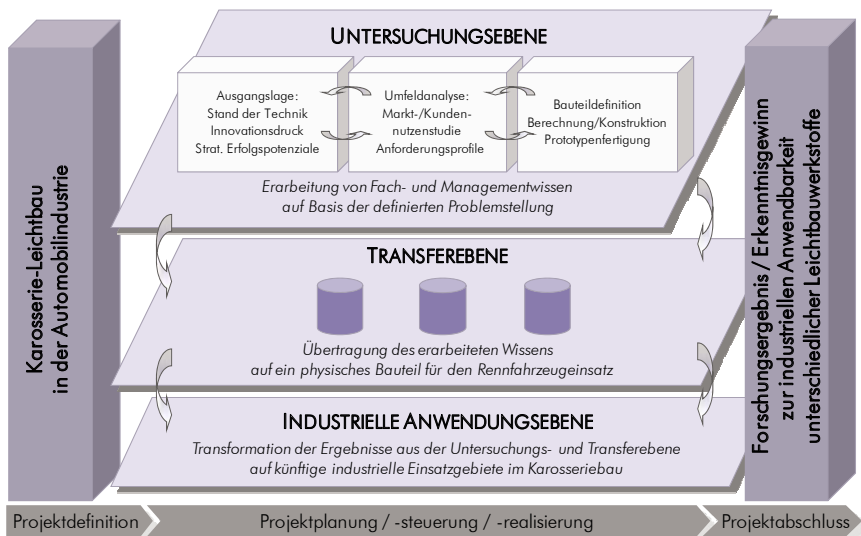 Karosserie-Leichtbau
in der Automobilindustrie
UNTERSUCHUNGSEBENE
Ausgangslage:
Stand der Technik
Innovationsdruck
Strat. Erfolgspotenziale
Umfeldanalyse:
Markt-/Kunden-
nutzenstudie
Anforderungsprofile
Bauteildefinition
Berechnung/Konstruktion
Prototypenfertigung
Erarbeitung von Fach- und Managementwissen
auf Basis der definierten Problemstellung
TRANSFEREBENE
Übertragung des erarbeiteten Wissens
auf ein physisches Bauteil für den Rennfahrzeugeinsatz
INDUSTRIELLE ANWENDUNGSEBENE
Transformation der Ergebnisse aus der Untersuchungs- und Transferebene
auf künftige industrielle Einsatzgebiete im Karosseriebau
Forschungsergebnis / Erkenntnisgewinn
zur industriellen Anwendbarkeit
unterschiedlicher Leichtbauwerkstoffe
Projektdefinition
Projektplanung / -steuerung / -realisierung
Projektabschluss